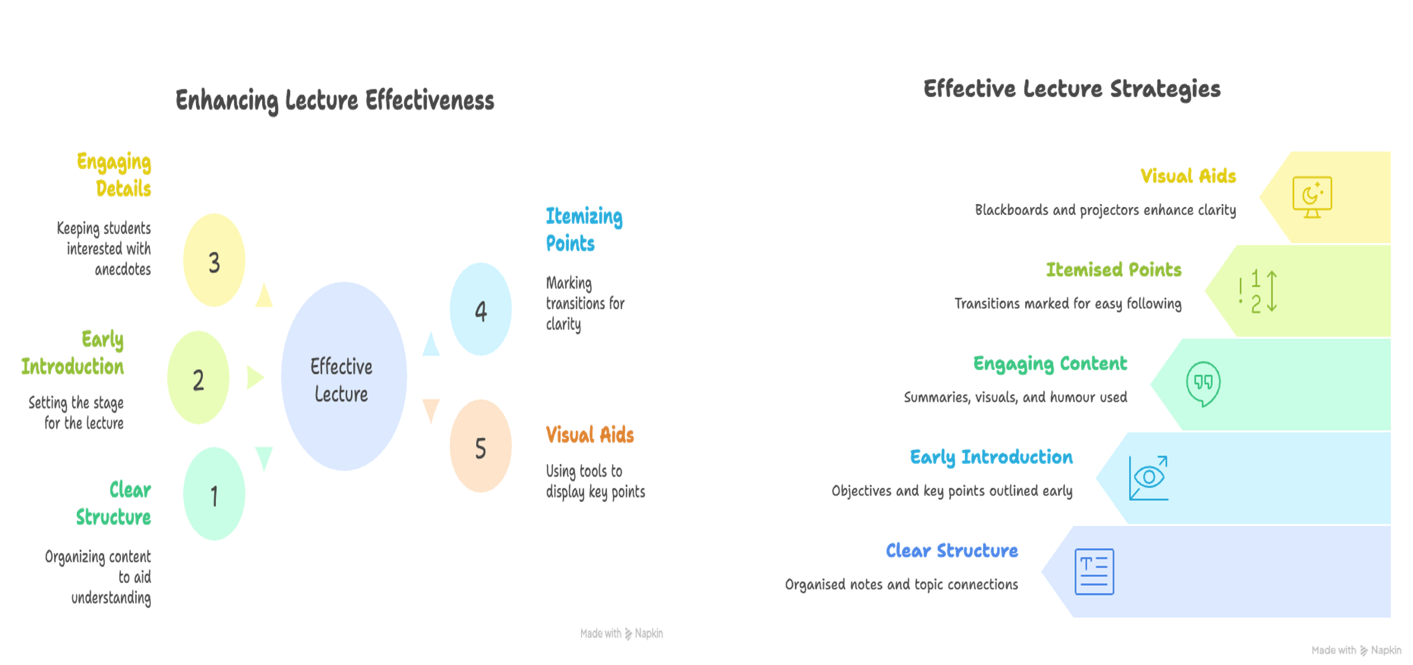 Enhancing Lecture Effectiveness
Engaging
Details
Keeping students
interested with
anecdotes
3
Early
Introduction
Setting the stage
for the lecture
2
Clear
Structure
Organizing content
to aid
understanding
1
Effective
Lecture
Itemizing
Points
Marking
transitions for
clarity
4
Visual Aids
Using tools to
display key points
5
Made with Napkin
Effective Lecture Strategies
Visual Aids
Blackboards and projectors enhance clarity
Itemised Points
Transitions marked for easy following
! 1
2
Engaging Content
Summaries, visuals, and humour used
Early Introduction
Objectives and key points outlined early
Clear Structure
Organised notes and topic connections
T
Made with Napkin